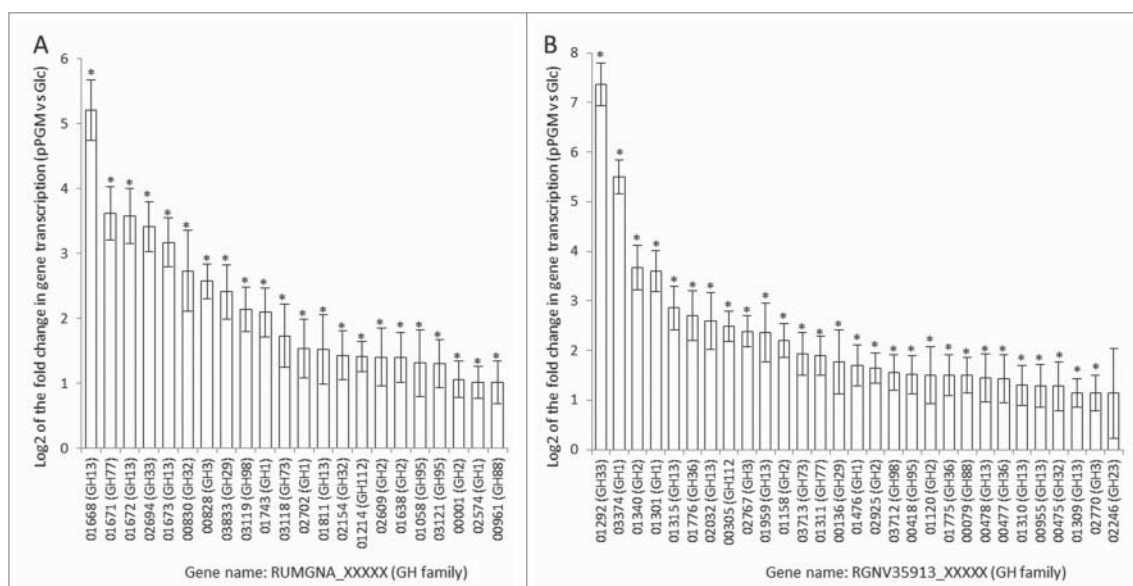 A
Log2 of the fold change in gene transcription (pPGM vs Glc)
6
5
4
3
2
1
0
* * * * * * * * * * * * * * * * * * * * *
01668 (GH13)
01671 (GH77)
01672 (GH13)
02694 (GH33)
01673 (GH13)
00830 (GH32)
00828 (GH3)
03833 (GH29)
03119 (GH98)
01743 (GH1)
03118 (GH73)
02702 (GH1)
01811 (GH13)
02154 (GH32)
01214 (GH112)
02609 (GH2)
01638 (GH2)
01058 (GH95)
03121 (GH95)
00001 (GH2)
02574 (GH1)
00961 (GH88)
Gene name: RUMGNA_XXXXX (GH family)
B
Log2 of the fold change in gene transcription (pPGM vs Glc)
8
7
6
5
4
3
2
1
0
* * * * * * * * * * * * * * * * * * * * * * * * * * * *
01292 (GH33)
03374 (GH1)
01340 (GH2)
01301 (GH1)
01315 (GH13)
01776 (GH36)
02032 (GH13)
00305 (GH112
02767 (GH3)
01959 (GH13)
01158 (GH2)
03713 (GH73)
01311 (GH77)
00136 (GH29)
01476 (GH1)
02925 (GH2)
03712 (GH98)
00418 (GH95)
01120 (GH2)
01775 (GH36)
00079 (GH88)
00478 (GH13)
00477 (GH36)
01310 (GH13)
00955 (GH13)
00475 (GH32)
01309 (GH13)
02770 (GH3)
02246 (GH23)
Gene name: RGNV35913_XXXXX (GH family)